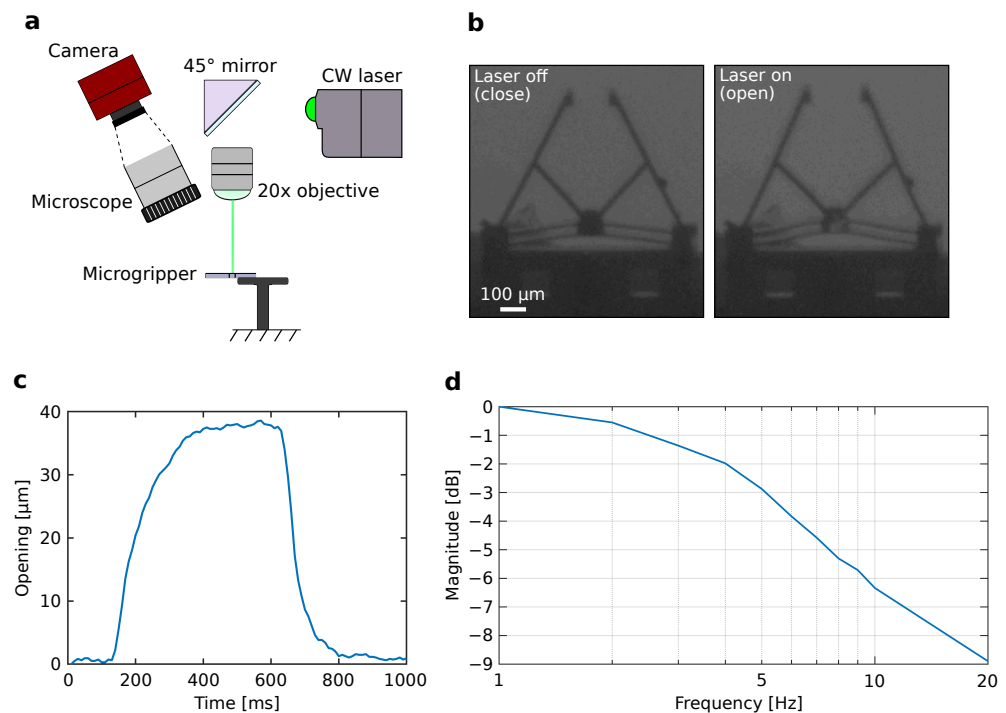 a
Camera
45° mirror
CW laser
20x objective
Microscope
Microgripper
b
Laser off
(close)
100 μm
Laser on
(open)
c
40
30
20
10
0
Opening [μm]
0 200 400 600 800 1000
Time [ms]
d
0
−1
−2
−3
−4
−5
−6
−7
−8
−9
Magnitude [dB]
1 5 10 20
Frequency [Hz]